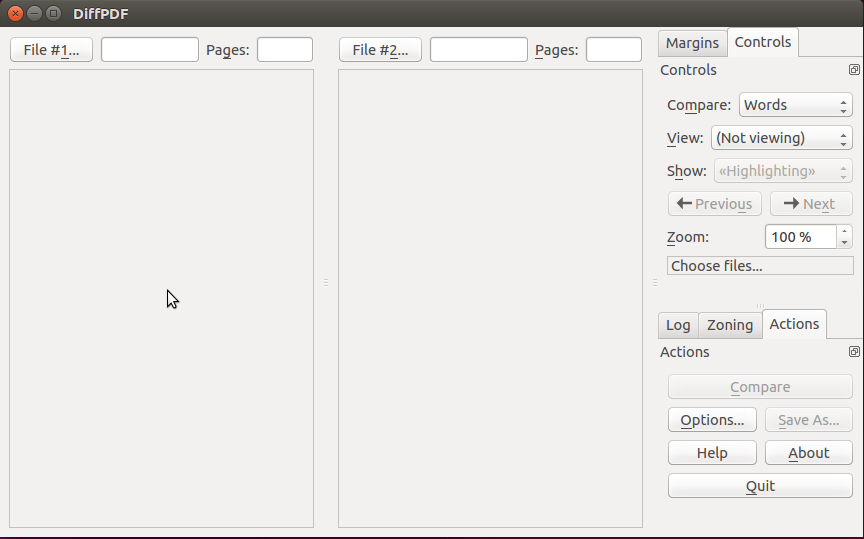 DiffPDF
File #1... Pages: File #2... Pages:
Margins Controls
Controls
Compare: Words
View: (Not viewing)
Show: «Highlighting»
Previous Next
Zoom: 100 %
Choose files...
Log Zoning Actions
Actions
Compare
Options... Save As...
Help About
Quit